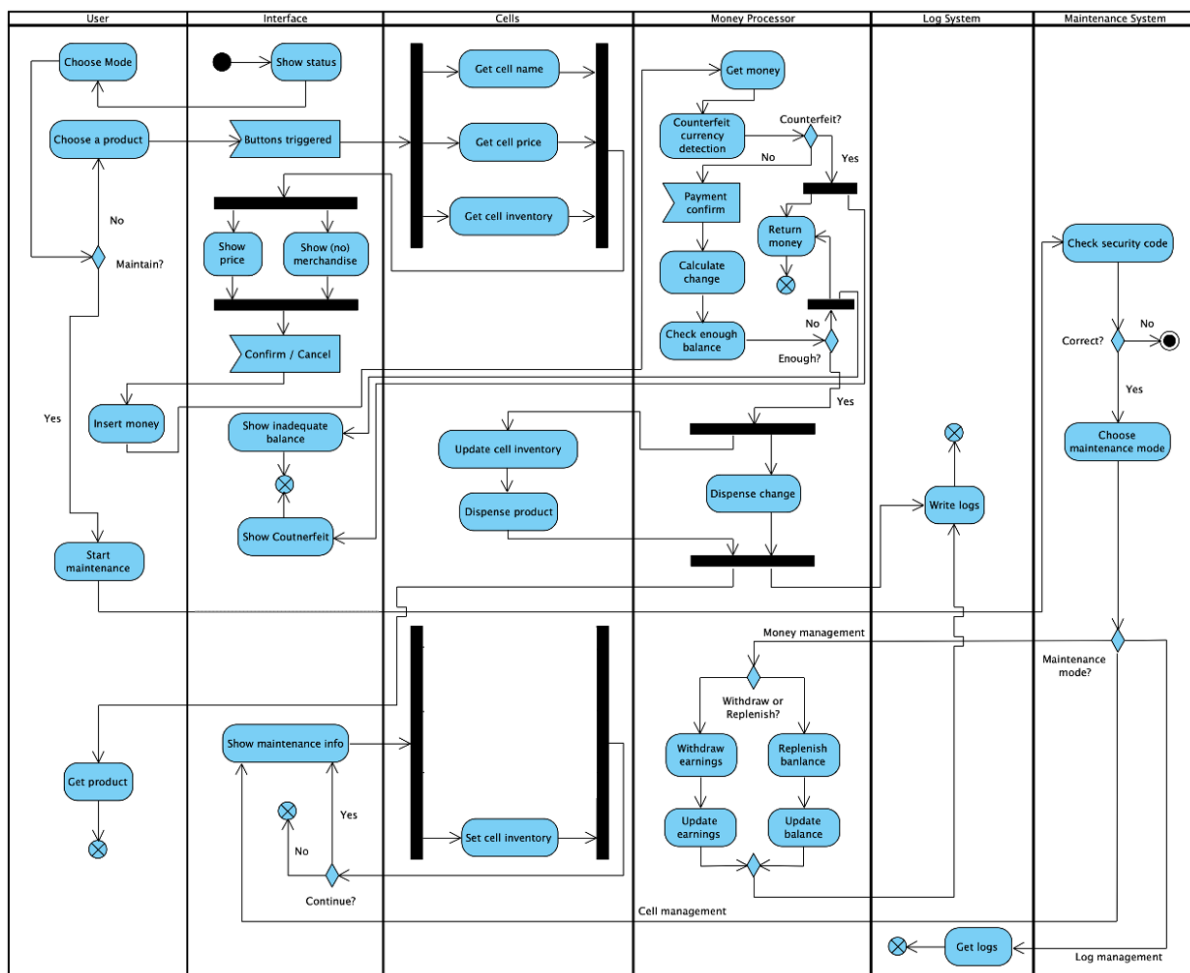 User
Interface
Cells
Money Processor
Log System
Maintenance System
Choose Mode
Show status
Get cell name
Get money
Choose a product
Buttons triggered
Get cell price
Counterfeit
currency
detection
Counterfeit?
No
Yes
Get cell inventory
Payment
confirm
Return
money
No
Maintain?
Show
price
Show (no)
merchandise
Calculate
change
Check security code
Check enough
balance
No
Enough?
Correct?
No
Confirm / Cancel
Yes
Yes
Yes
Insert money
Show inadequate
balance
Update cell inventory
Choose
maintenance mode
Dispense product
Dispense change
Write logs
Show Coutnerfeit
Start
maintenance
Money management
Maintenance
mode?
Withdraw or
Replenish?
Show maintenance info
Withdraw
earnings
Replenish
banlance
Get product
Yes
Update
earnings
Update
balance
Set cell inventory
No
Continue?
Cell management
Get logs
Log management